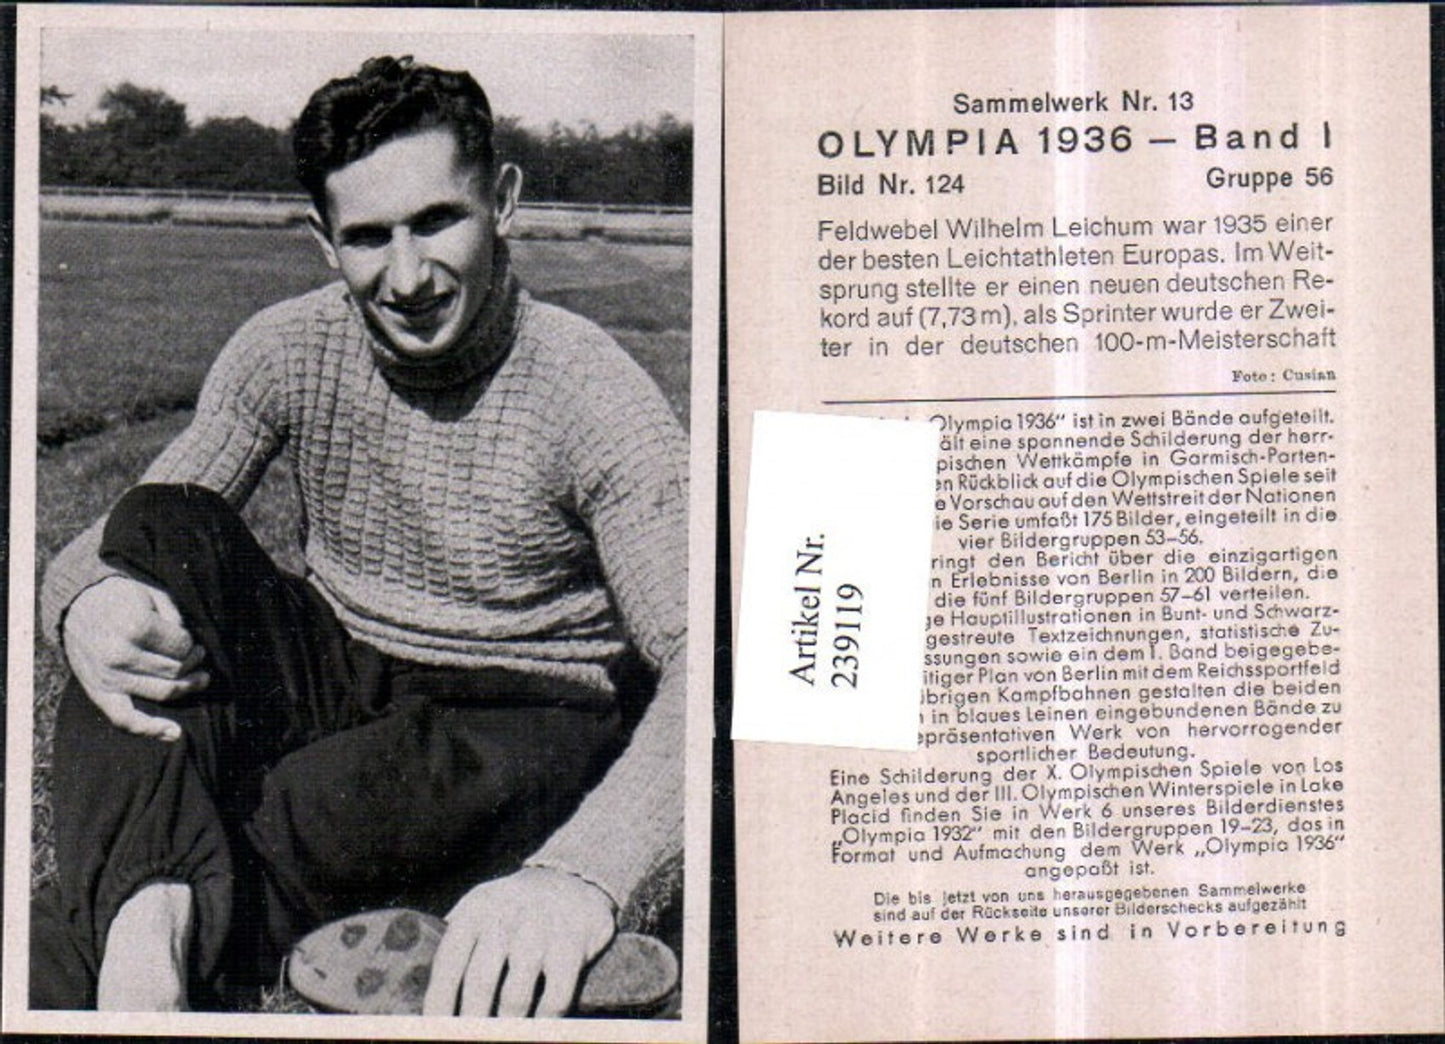 Sammelwerk Nr. 13
OLYMPIA 1936 — Band I
Bild Nr. 124 Gruppe 56
Feldwebel Wilhelm Leichum war 1935 einer
der besten Leichtathleten Europas. Im Weit-
sprung stellte er einen neuen deutschen Re-
kord auf (7,73 m), als Sprinter wurde er Zwei-
ter in der deutschen 100-m-Meisterschaft
Foto: Cusian
Olympia 1936“ ist in zwei Bände aufgeteilt.
ält eine spannende Schilderung der herr-
pischen Wettkämpfe in Garmisch-Parten-
en Rückblick auf die Olympischen Spiele seit
e Vorschau auf den Wettstreit der Nationen
ie Serie umfaßt 175 Bilder, eingeteilt in die
vier Bildergruppen 53–56.
ringt den Bericht über die einzigartigen
n Erlebnisse von Berlin in 200 Bildern, die
die fünf Bildergruppen 57–61 verteilen.
ge Hauptillustrationen in Bunt- und Schwarz-
gestreute Textzeichnungen, statistische Zu-
ssungen sowie ein dem 1. Band beigegebe-
itiger Plan von Berlin mit dem Reichssportfeld
übrigen Kampfbahnen gestalten die beiden
in blaues Leinen eingebundenen Bände zu
epräsentativen Werk von hervorragender
sportlicher Bedeutung.
Eine Schilderung der X. Olympischen Spiele von Los
Angeles und der III. Olympischen Winterspiele in Lake
Placid finden Sie in Werk 6 unseres Bilderdienstes
„Olympia 1932“ mit den Bildergruppen 19–23, das in
Format und Aufmachung dem Werk „Olympia 1936“
angepaßt ist.
Die bis jetzt von uns herausgegebenen Sammelwerke
sind auf der Rückseite unserer Bilderschecks aufgezählt
Weitere Werke sind in Vorbereitung
Artikel Nr.
239119